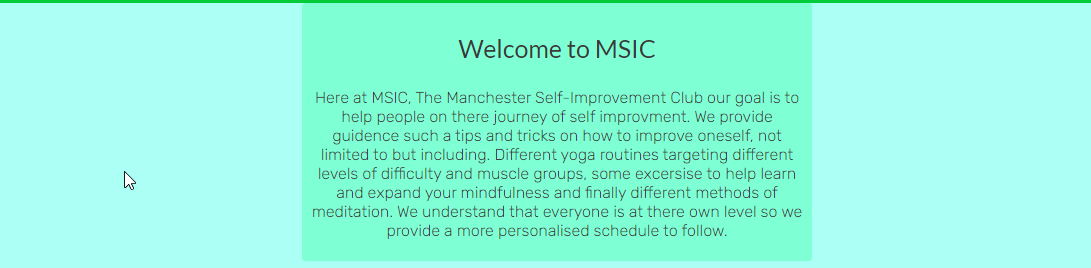 Welcome to MSIC
Here at MSIC, The Manchester Self-Improvement Club our goal is to
help people on there journey of self improvment. We provide
guidence such a tips and tricks on how to improve oneself, not
limited to but including. Different yoga routines targeting different
levels of difficulty and muscle groups, some excersise to help learn
and expand your mindfulness and finally different methods of
meditation. We understand that everyone is at there own level so we
provide a more personalised schedule to follow.